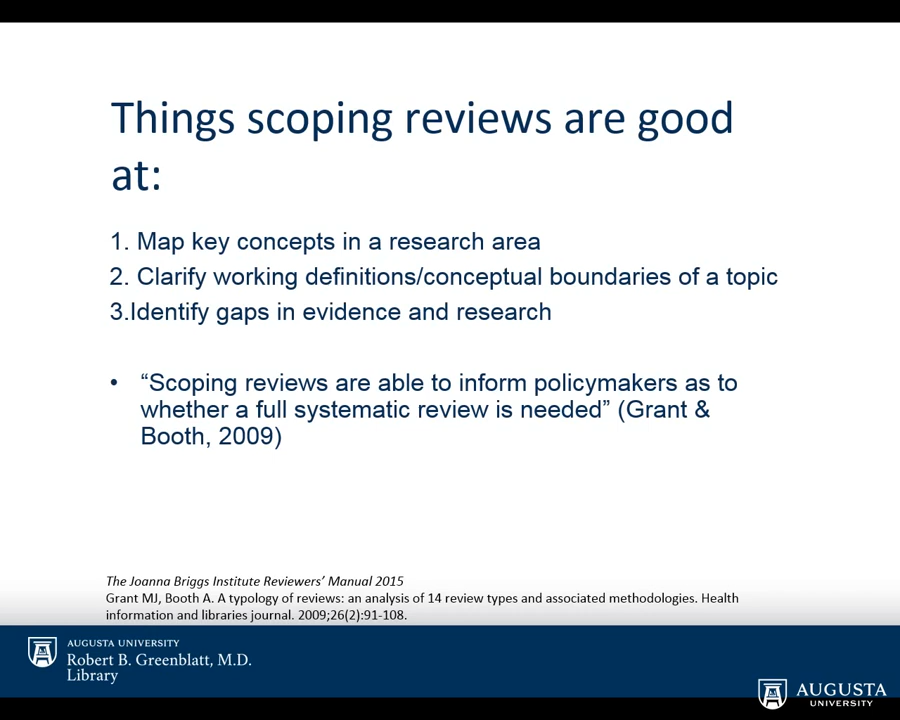 Things scoping reviews are good
at:
1. Map key concepts in a research area
2. Clarify working definitions/conceptual boundaries of a topic
3.Identify gaps in evidence and research
• “Scoping reviews are able to inform policymakers as to
whether a full systematic review is needed” (Grant &
Booth, 2009)
The Joanna Briggs Institute Reviewers’ Manual 2015
Grant MJ, Booth A. A typology of reviews: an analysis of 14 review types and associated methodologies. Health
information and libraries journal. 2009;26(2):91-108.
AUGUSTA UNIVERSITY
Robert B. Greenblatt, M.D.
Library
AUGUSTA
UNIVERSITY